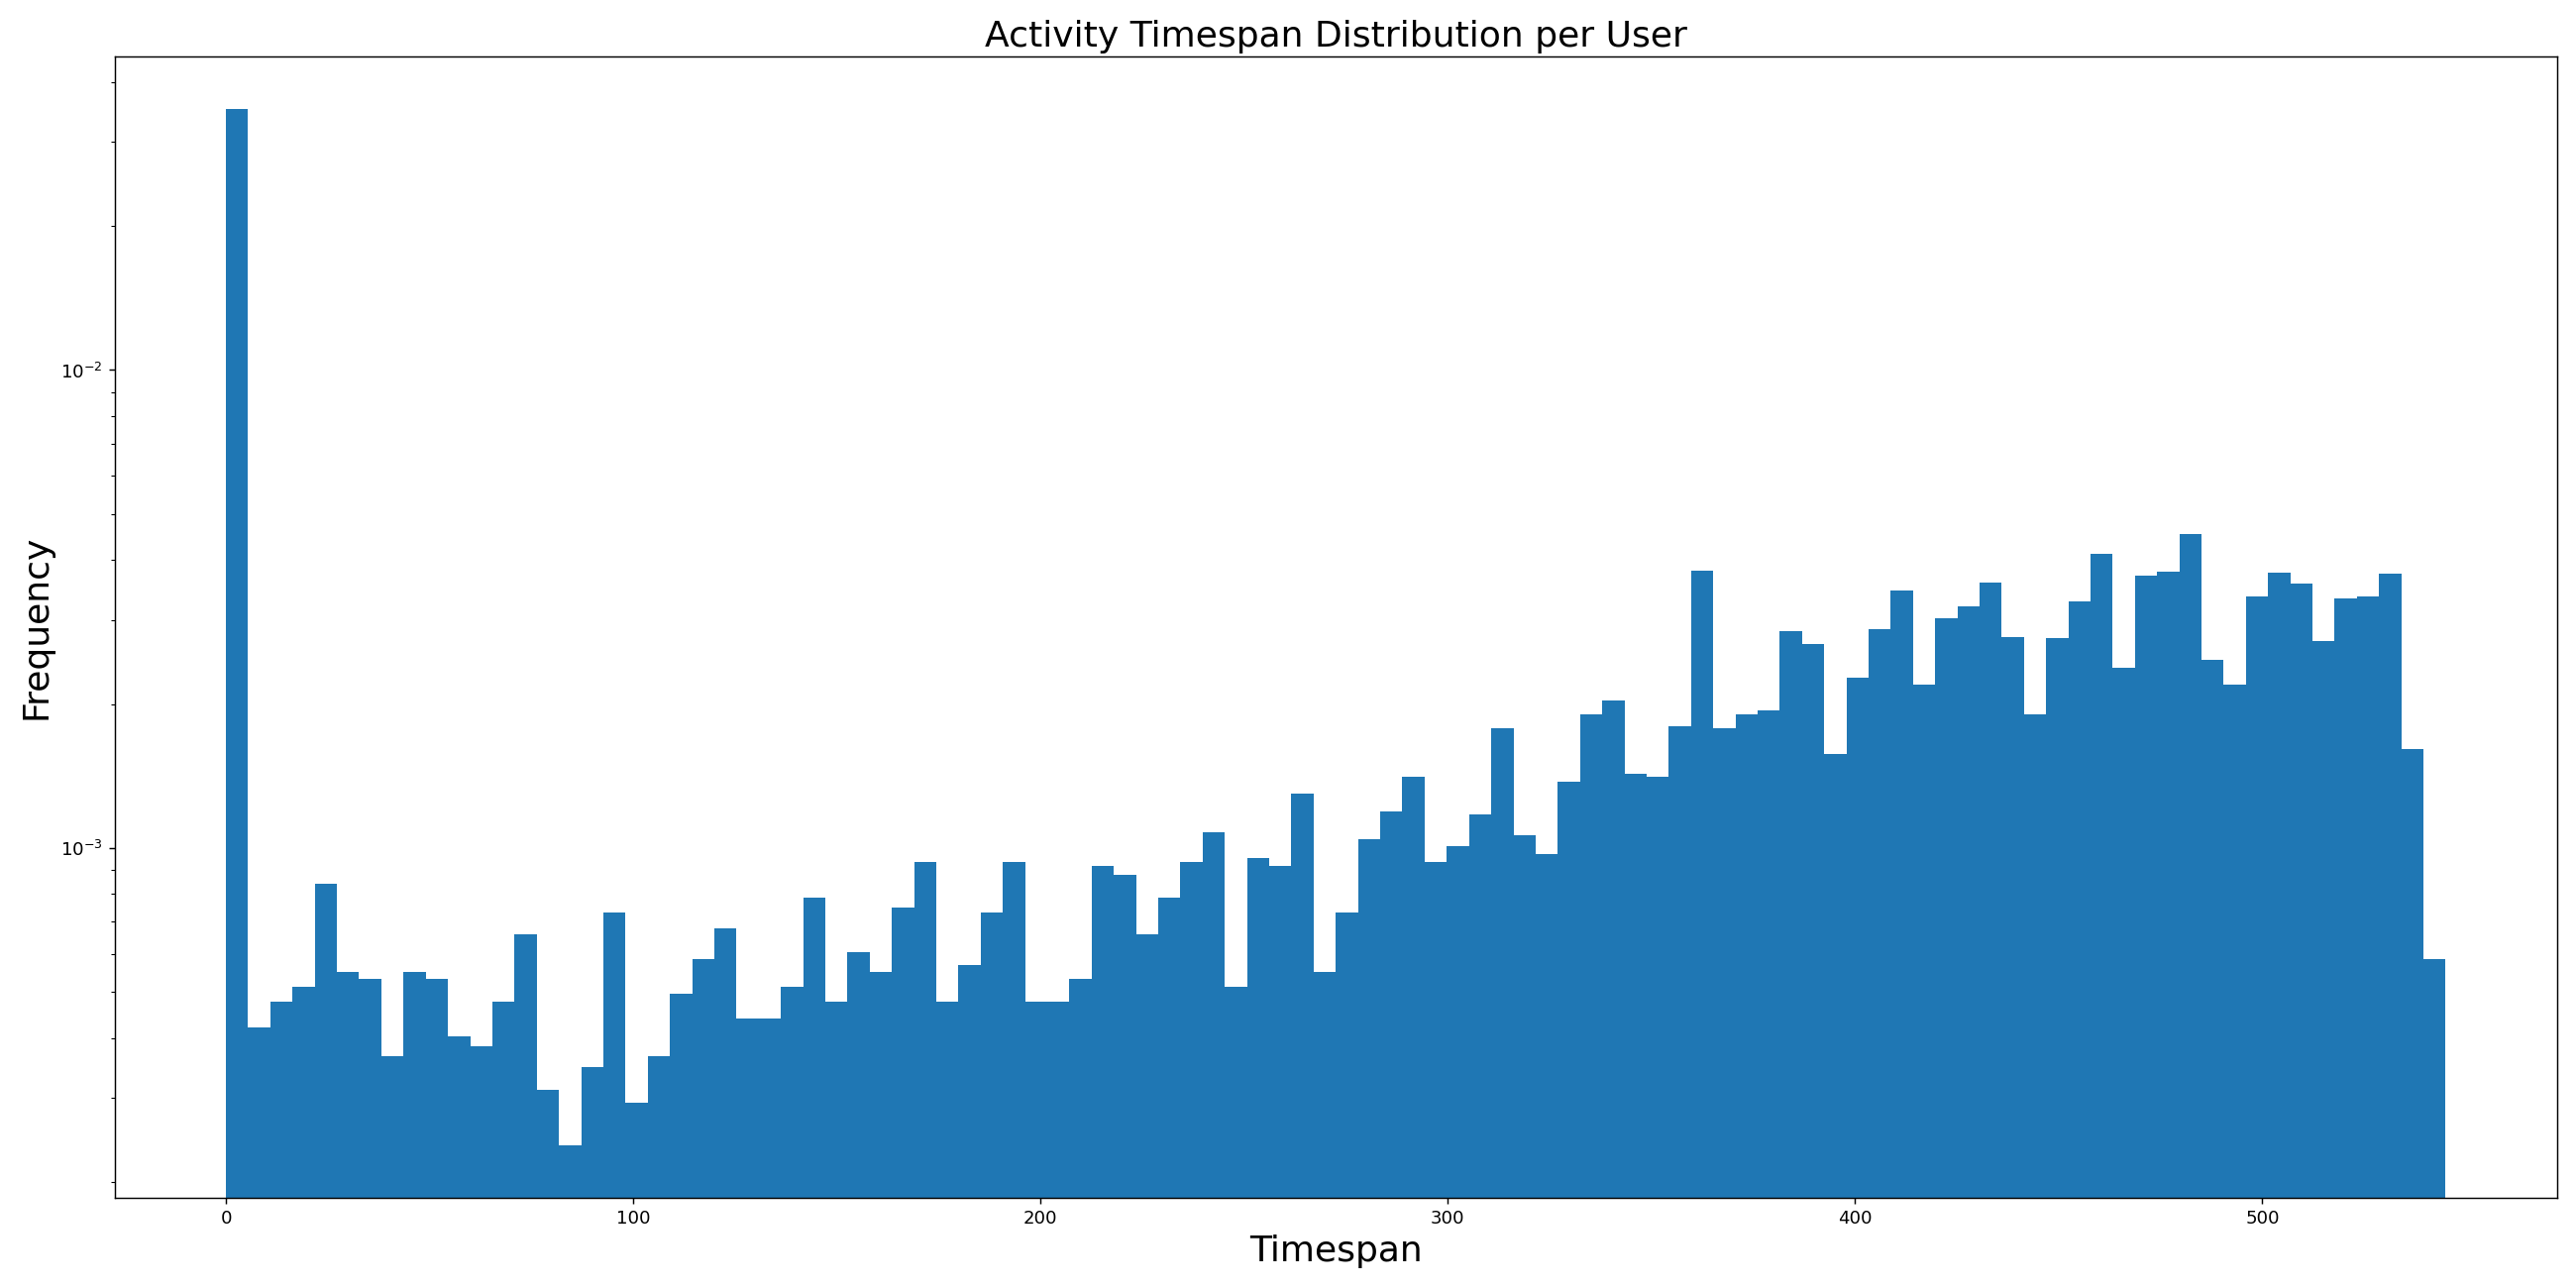 Activity Timespan Distribution per User
Frequency
10⁻²
10⁻³
0 100 200 300 400 500
Timespan